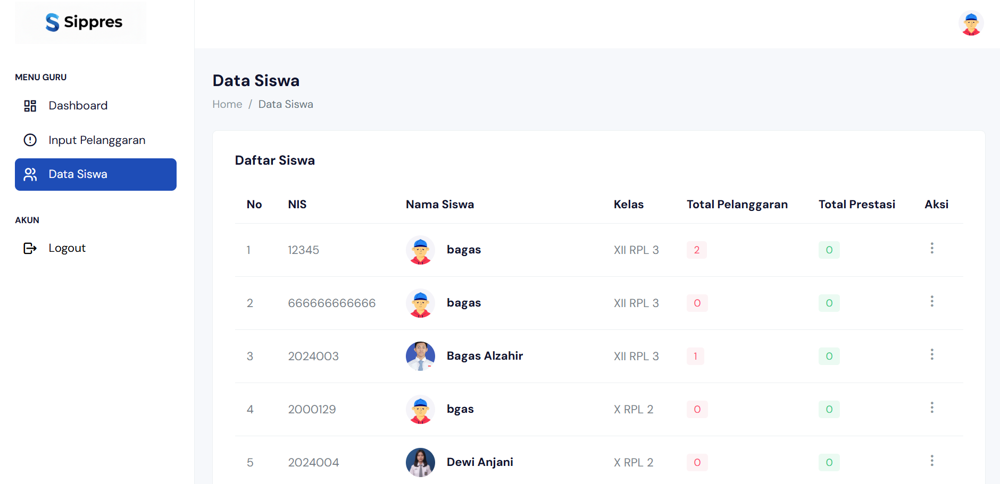 Sippres
MENU GURU
Dashboard
Input Pelanggaran
Data Siswa
AKUN
Logout
Data Siswa
Home / Data Siswa
Daftar Siswa
No NIS Nama Siswa Kelas Total Pelanggaran Total Prestasi Aksi
1 12345 bagas XII RPL 3 2 0
2 666666666666 bagas XII RPL 3 0 0
3 2024003 Bagas Alzahir XII RPL 3 1 0
4 2000129 bgas X RPL 2 0 0
5 2024004 Dewi Anjani X RPL 2 0 0